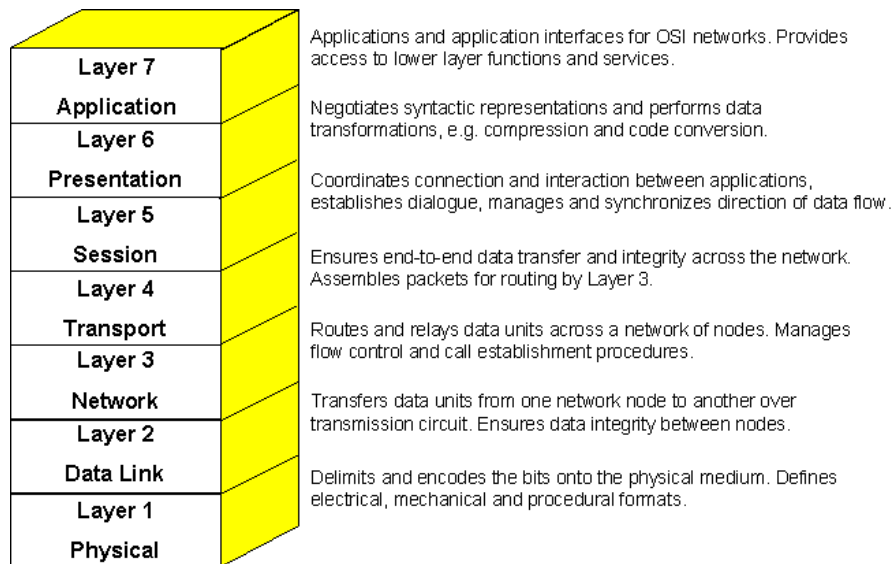 Applications and application interfaces for OSI networks. Provides
access to lower layer functions and services.
Layer 7
Application
Negotiates syntactic representations and performs data
transformations, e.g. compression and code conversion.
Layer 6
Presentation
Coordinates connection and interaction between applications,
establishes dialogue, manages and synchronizes direction of data flow.
Layer 5
Session
Ensures end-to-end data transfer and integrity across the network.
Assembles packets for routing by Layer 3.
Layer 4
Transport
Routes and relays data units across a network of nodes. Manages
flow control and call establishment procedures.
Layer 3
Network
Transfers data units from one network node to another over
transmission circuit. Ensures data integrity between nodes.
Layer 2
Data Link
Delimits and encodes the bits onto the physical medium. Defines
electrical, mechanical and procedural formats.
Layer 1
Physical